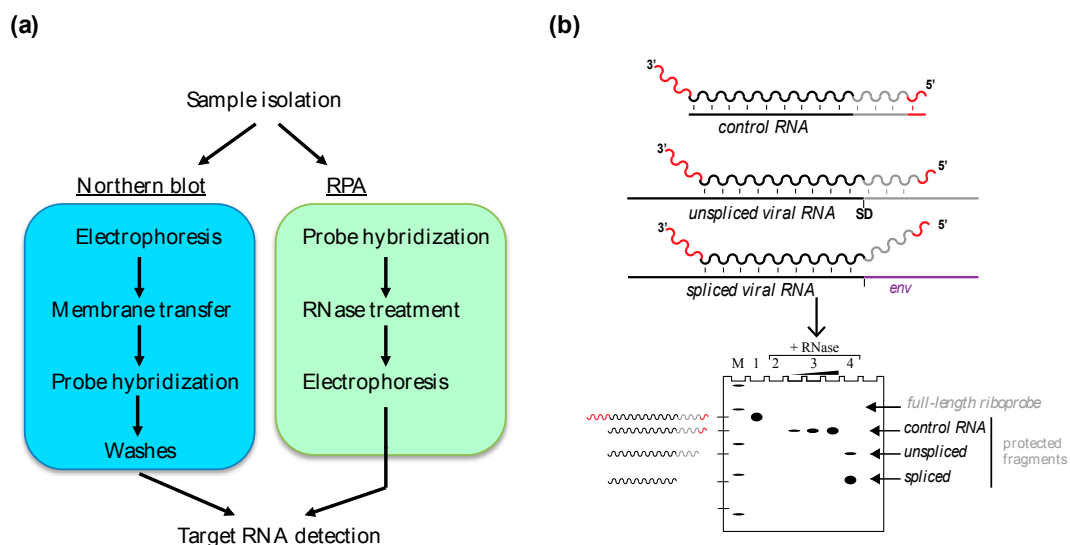 (a)
Sample isolation
Northern blot
RPA
Electrophoresis
Membrane transfer
Probe hybridization
Washes
Probe hybridization
RNase treatment
Electrophoresis
Target RNA detection
(b)
3’
5’
control RNA
3’
5’
unspliced viral RNA
SD
3’
5’
spliced viral RNA
env
+ RNase
M 1 2 3 4
full-length riboprobe
control RNA
unspliced
spliced
protected
fragments